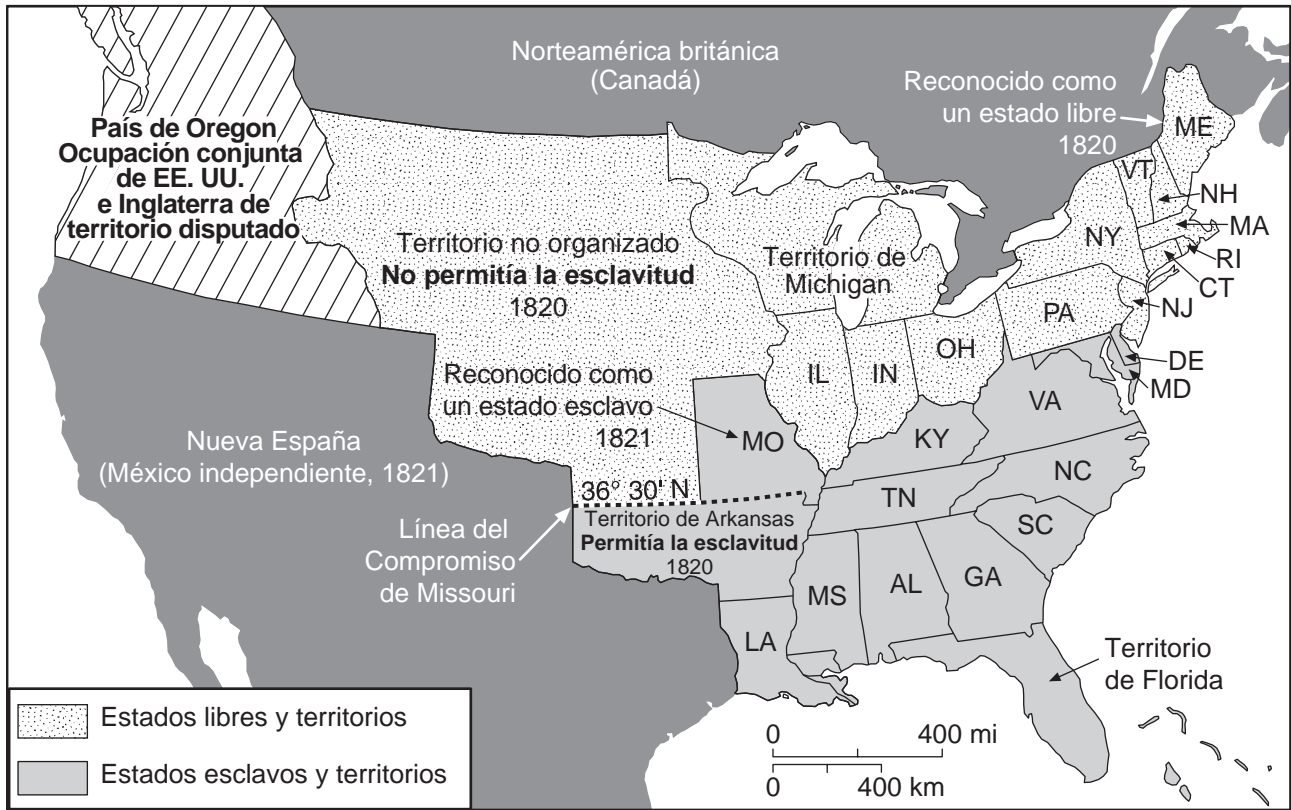 Norteamérica británica
(Canadá)
Reconocido como
un estado libre
1820
País de Oregon
Ocupación conjunta
de EE. UU.
e Inglaterra de
territorio disputado
ME
VT
NH
MA
NY
RI
CT
NJ
PA
DE
MD
Territorio no organizado
No permitía la esclavitud
1820
Territorio de
Michigan
IL
IN
OH
Reconocido como
un estado esclavo
1821
MO
KY
VA
Nueva España
(México independiente, 1821)
36° 30' N
TN
NC
Línea del
Compromiso
de Missouri
Territorio de Arkansas
Permitía la esclavitud
1820
SC
MS
AL
GA
LA
Territorio
de Florida
Estados libres y territorios
Estados esclavos y territorios
0 400 mi
0 400 km